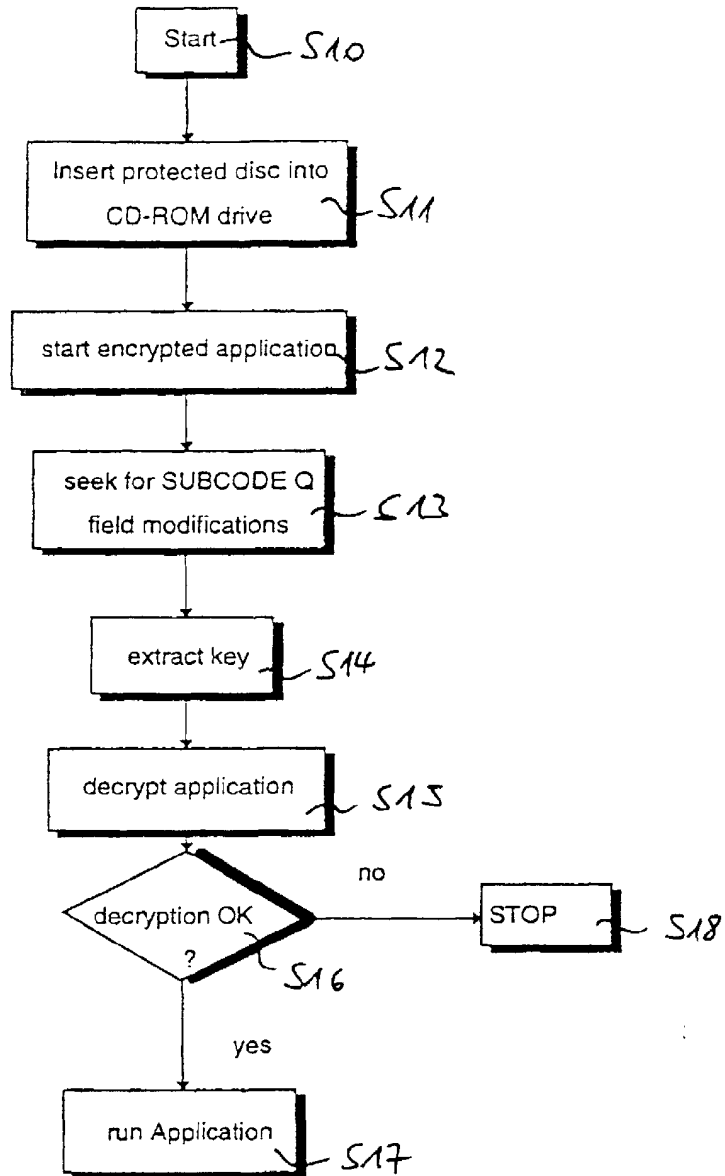 Start
S10
Insert protected disc into
CD-ROM drive
S11
start encrypted application
S12
seek for SUBCODE Q
field modifications
S13
extract key
S14
decrypt application
S15
decryption OK
?
S16
no
STOP
S18
yes
run Application
S17